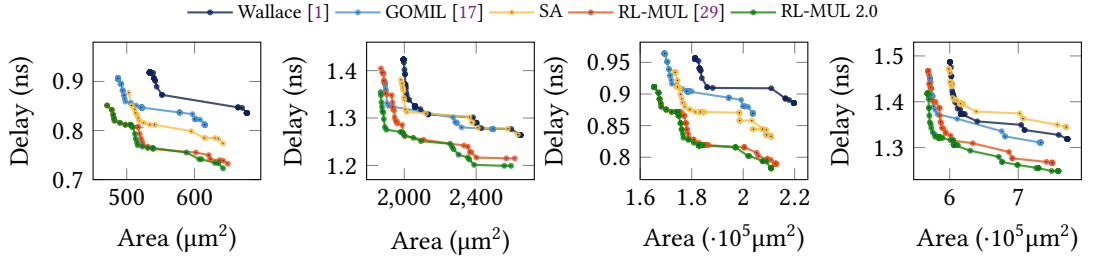 Wallace [1] GOMIL [17] SA RL-MUL [29] RL-MUL 2.0
Delay (ns)
0.9
0.8
0.7
500 600
Area (μm²)
Delay (ns)
1.4
1.3
1.2
2,000 2,400
Area (μm²)
Delay (ns)
0.95
0.9
0.85
0.8
1.6 1.8 2 2.2
Area (·10⁵μm²)
Delay (ns)
1.5
1.4
1.3
6 7
Area (·10⁵μm²)